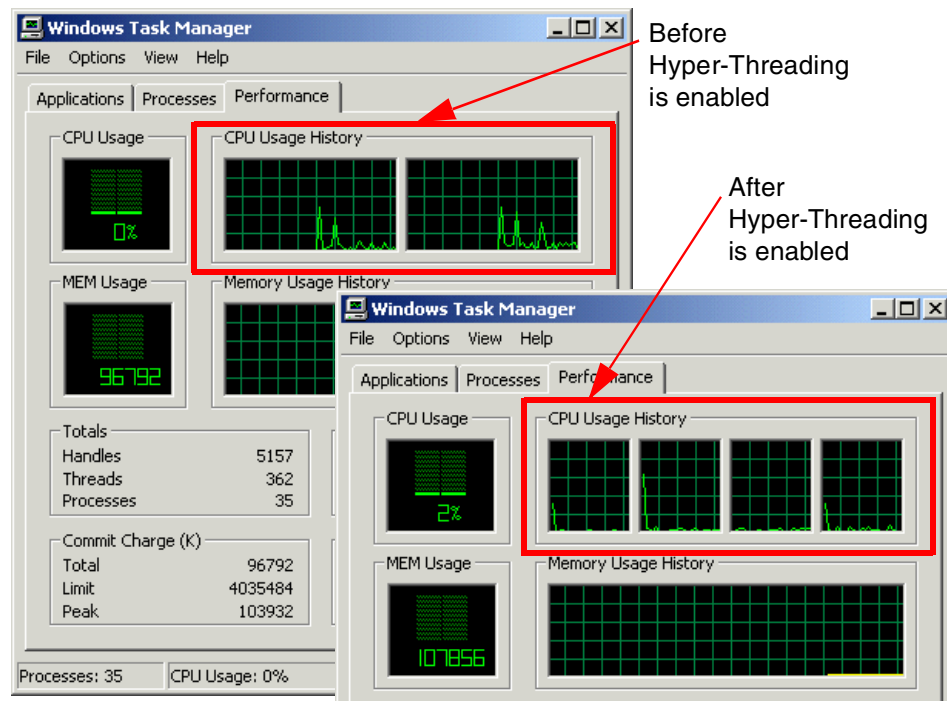 Windows Task Manager
File Options View Help
Applications Processes Performance
CPU Usage
CPU Usage History
0%
MEM Usage
Memory Usage History
96792
Totals
Handles 5157
Threads 362
Processes 35
Commit Charge (K)
Total 96792
Limit 4035484
Peak 103932
Processes: 35 CPU Usage: 0%
Before
Hyper-Threading
is enabled
After
Hyper-Threading
is enabled
Windows Task Manager
File Options View Help
Applications Processes Performance
CPU Usage
CPU Usage History
2%
MEM Usage
Memory Usage History
107856